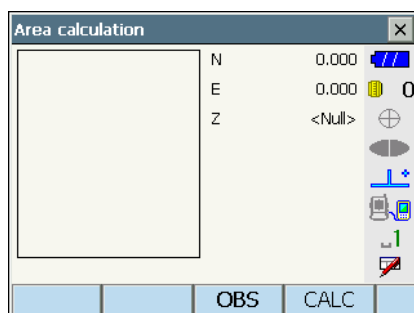 Area calculation
N 0.000
E 0.000
0
Z <Null>
1
OBS CALC